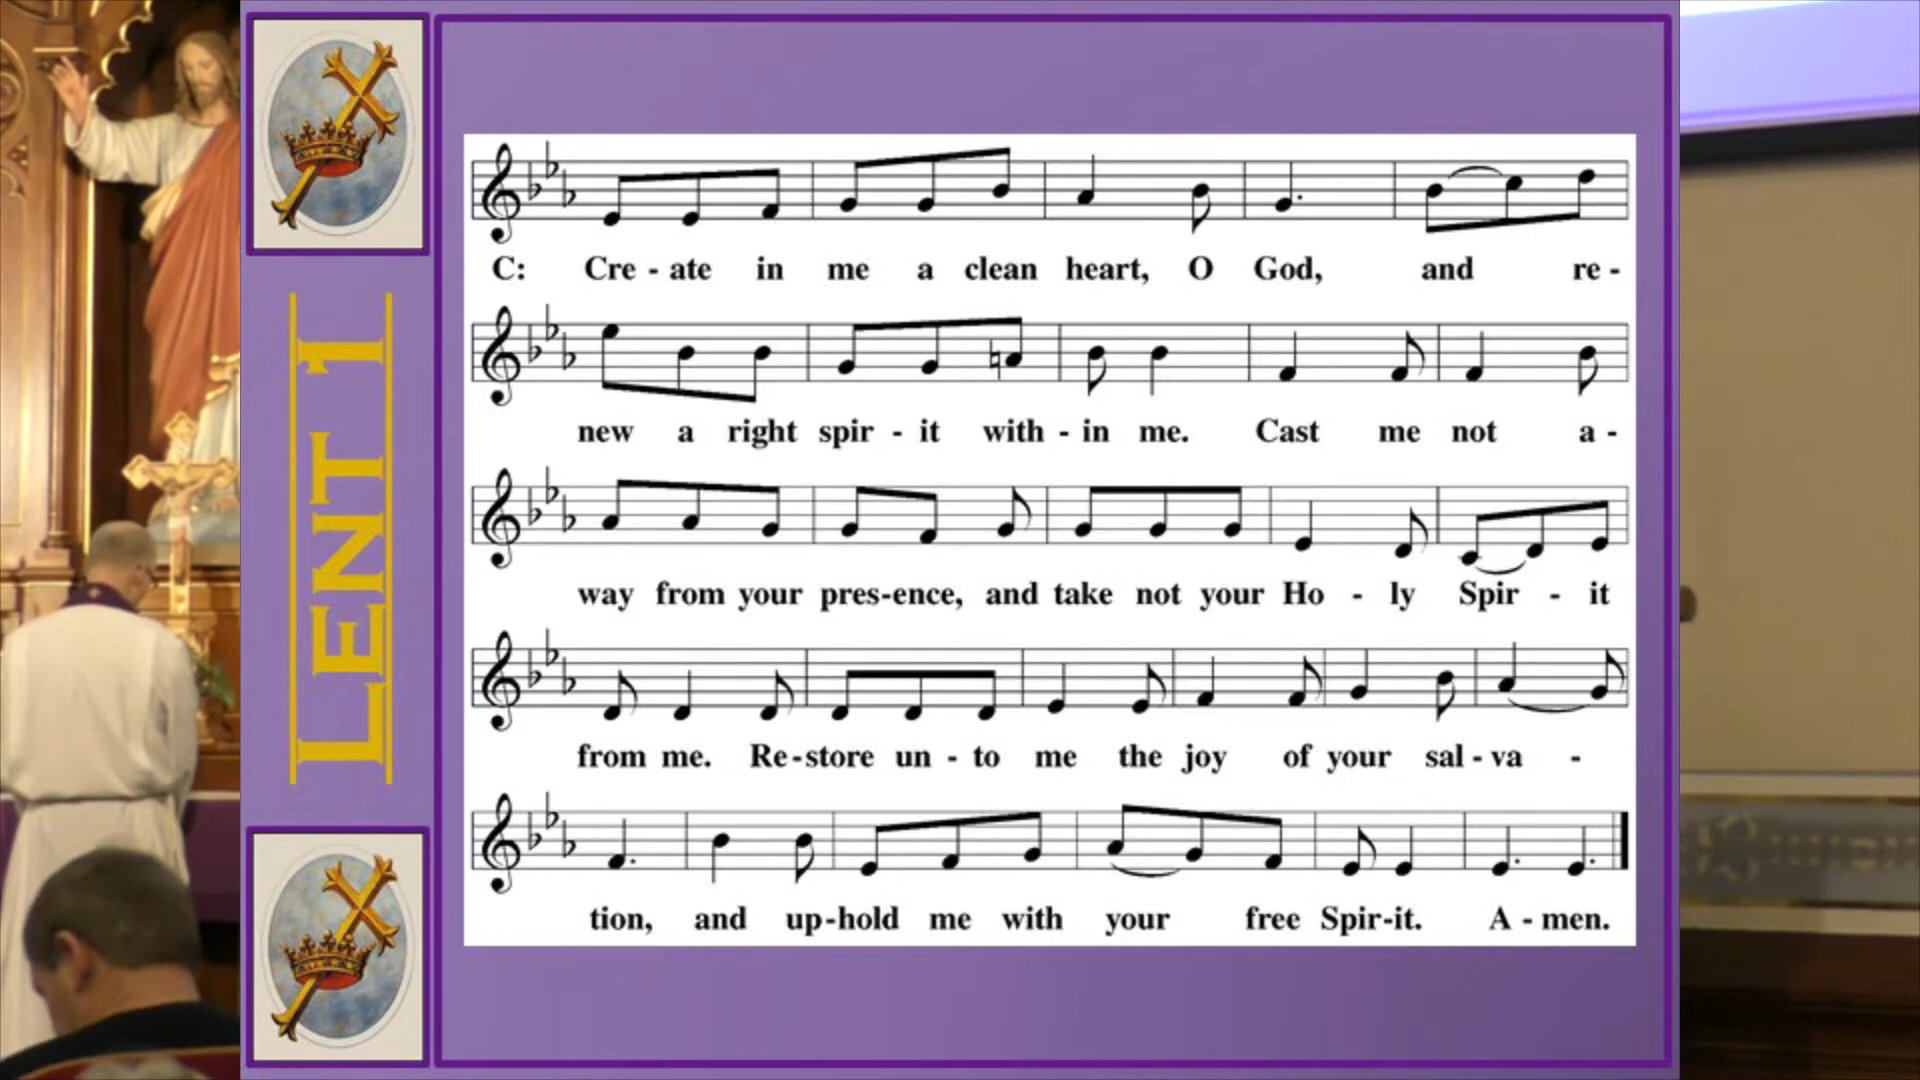 LENT 1
C: Cre - ate in me a clean heart, O God, and re -
new a right spir - it with - in me. Cast me not a -
way from your pres-ence, and take not your Ho - ly Spir - it
from me. Re-store un - to me the joy of your sal - va -
tion, and up-hold me with your free Spir-it. A - men.